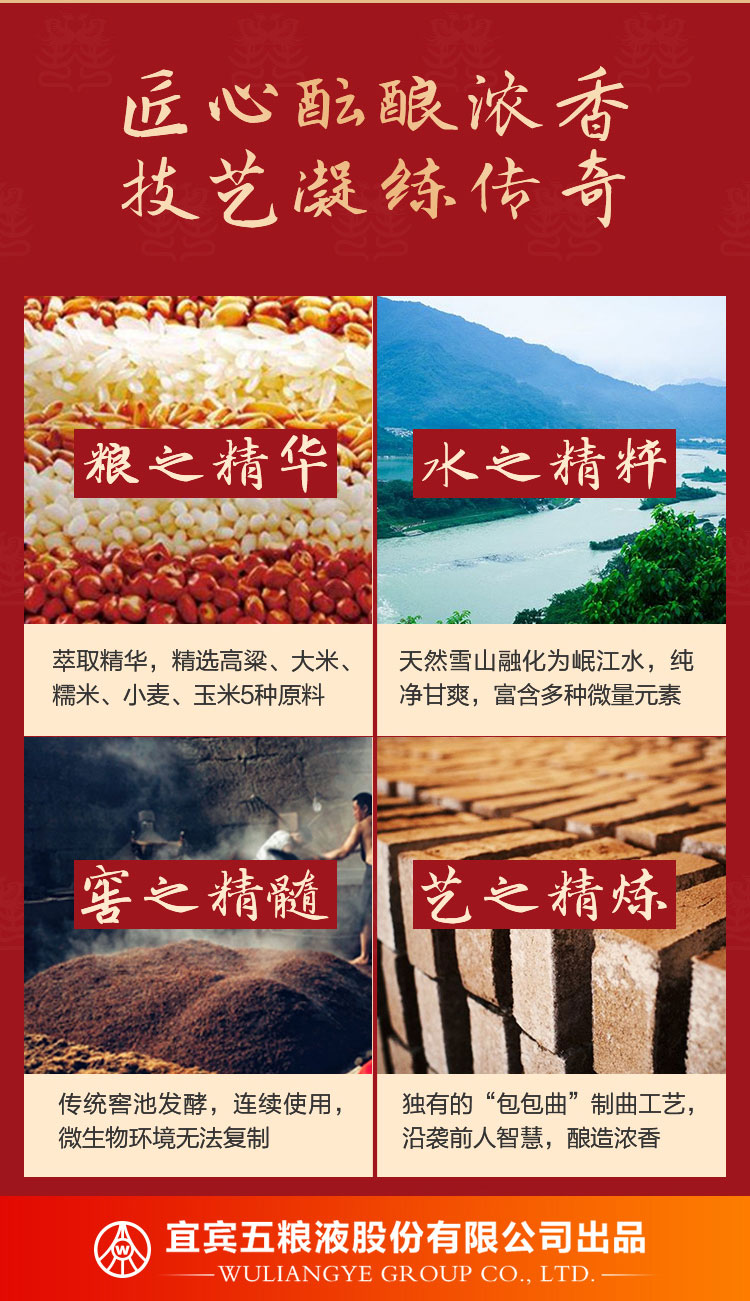 匠心酝酿浓香
技艺凝练传奇
粮之精华
萃取精华，精选高粱、大米、
糯米、小麦、玉米5种原料
水之精粹
天然雪山融化为岷江水，纯
净甘爽，富含多种微量元素
窖之精髓
传统窖池发酵，连续使用，
微生物环境无法复制
艺之精炼
独有的“包包曲”制曲工艺，
沿袭前人智慧，酿造浓香
W
宜宾五粮液股份有限公司出品
WULIANGYE GROUP CO., LTD.